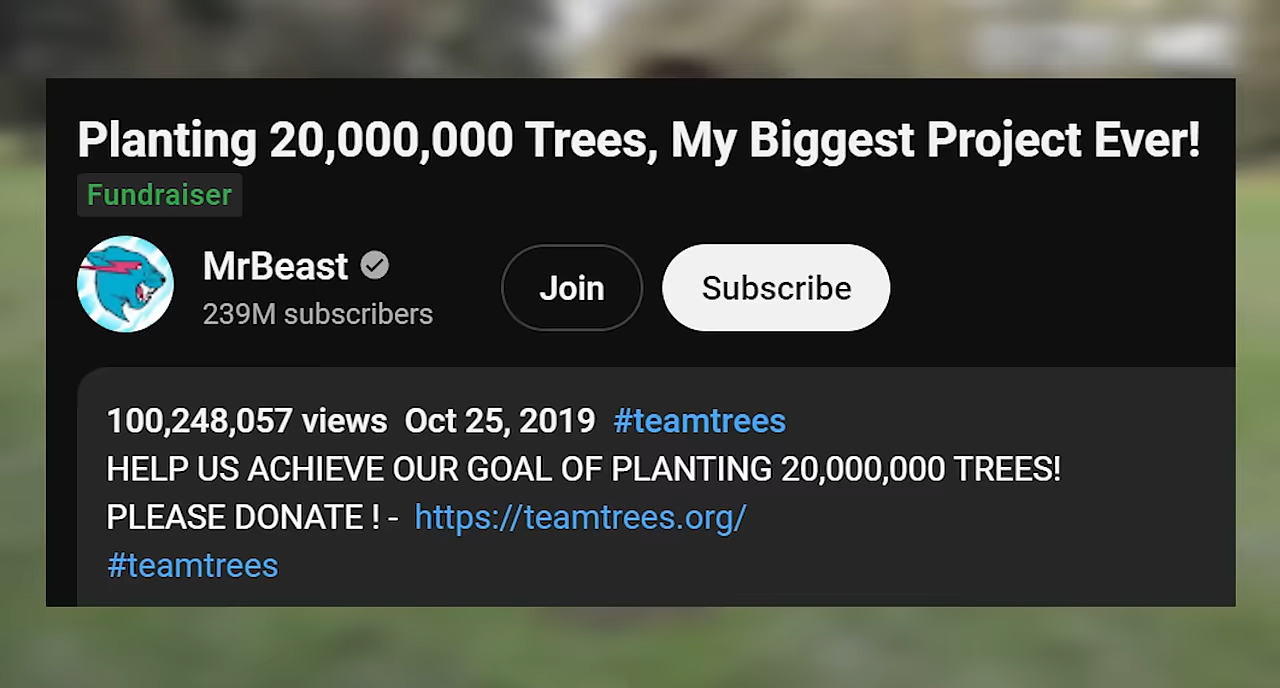 Planting 20,000,000 Trees, My Biggest Project Ever!
Fundraiser
MrBeast
239M subscribers
Join
Subscribe
100,248,057 views Oct 25, 2019 #teamtrees
HELP US ACHIEVE OUR GOAL OF PLANTING 20,000,000 TREES!
PLEASE DONATE ! - https://teamtrees.org/
#teamtrees